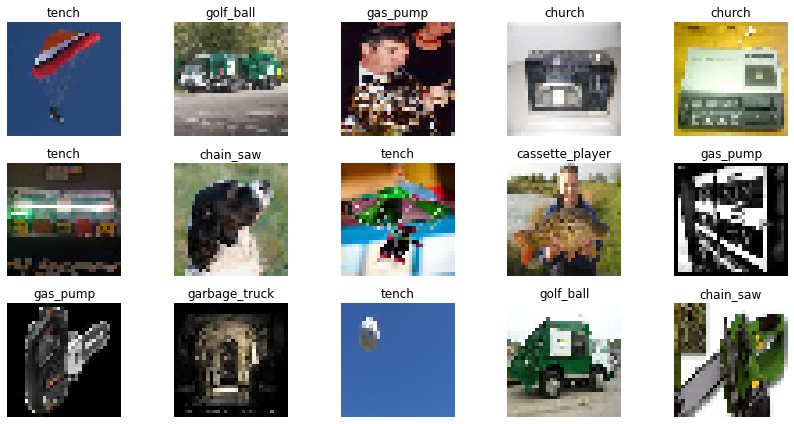 tench golf_ball gas_pump church church
tench chain_saw tench cassette_player gas_pump
gas_pump garbage_truck tench golf_ball chain_saw